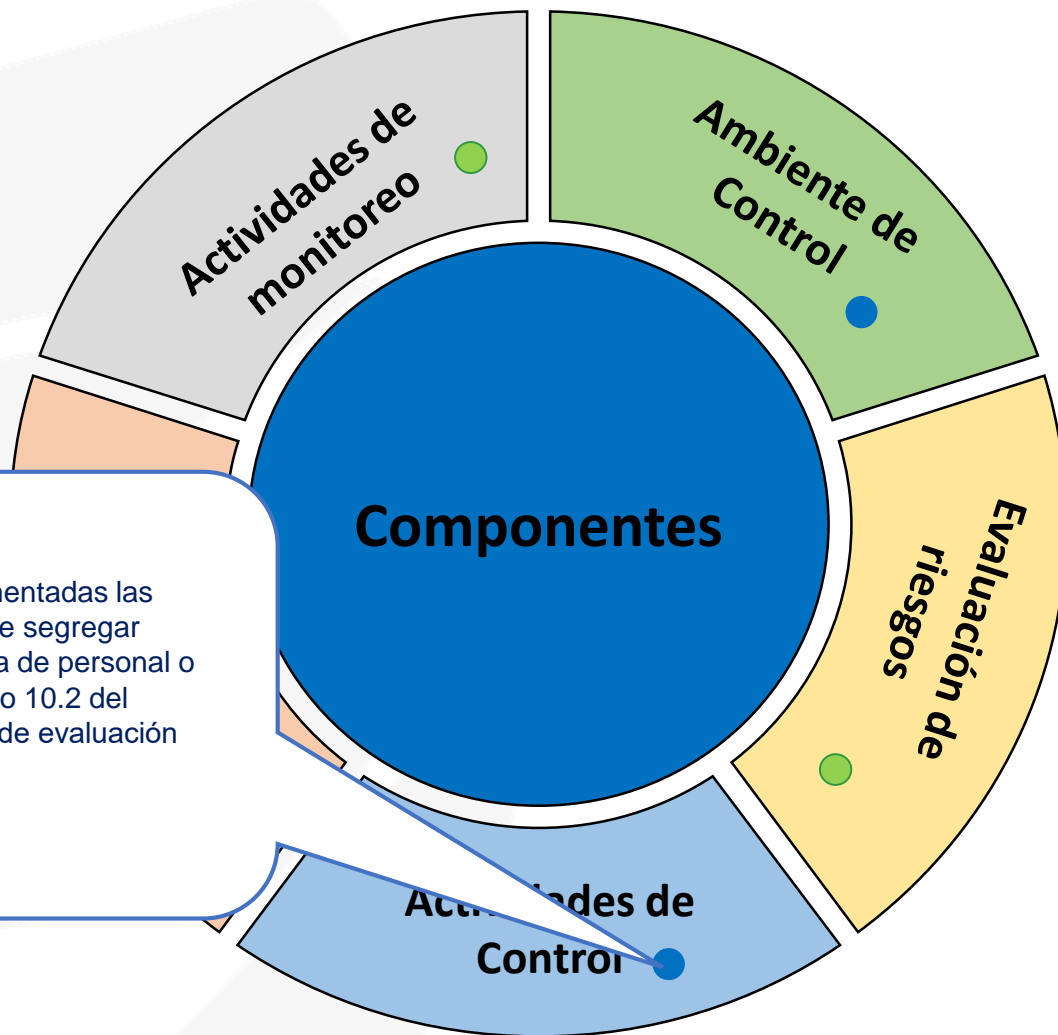 Actividades de
monitoreo
Ambiente de
Control
Componentes
Evaluación de
riesgos
las
e segregar
de personal o
o 10.2 del
de evaluación
Actividades de
Control